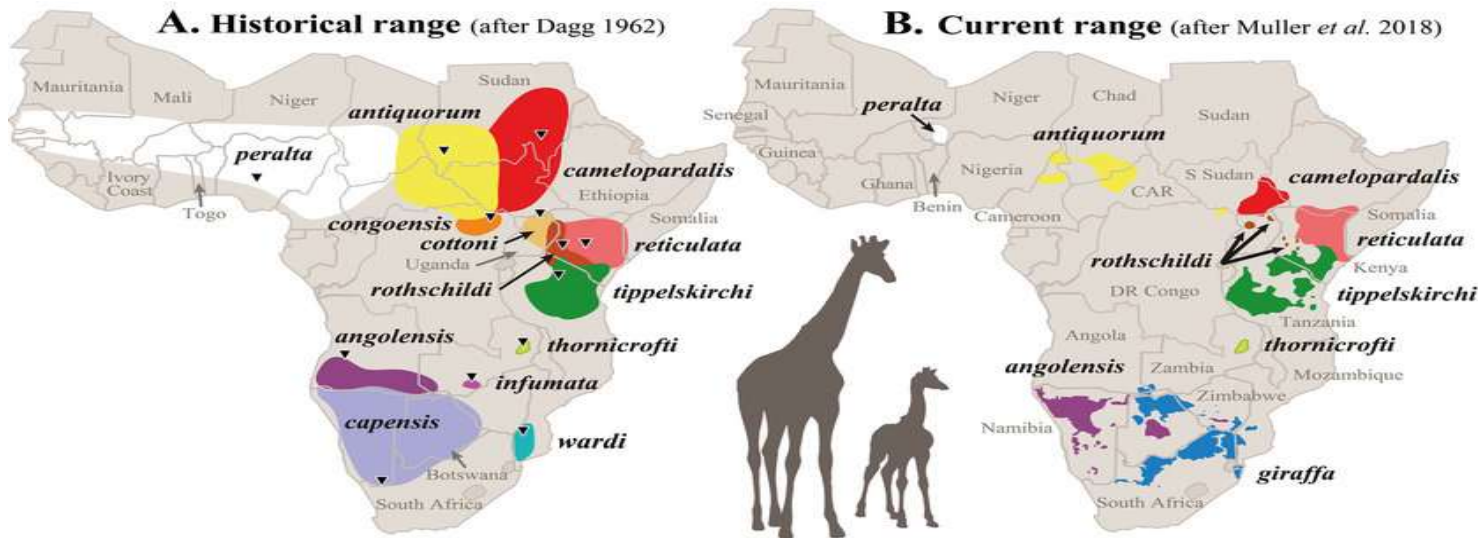 A. Historical range (after Dagg 1962)
Mauritania
Mali
Niger
Sudan
antiquorum
peralta
camelopardalis
Ivory
Coast
Togo
Ethiopia
congoensis
Somalia
cottoni
reticulata
Uganda
rothschildi
tippelskirchi
angolensis
thornicrofti
infumata
capensis
wardi
Botswana
South Africa
B. Current range (after Muller et al. 2018)
Mauritania
Niger
Chad
Sudan
peralta
Senegal
antiquorum
Guinea
Nigeria
S Sudan
camelopardalis
Ghana
CAR
Benin
Cameroon
Somalia
reticulata
rothschildi
Kenya
DR Congo
tippelskirchi
Tanzania
Angola
thornicrofti
angolensis
Zambia
Mozambique
Zimbabwe
Namibia
giraffa
South Africa